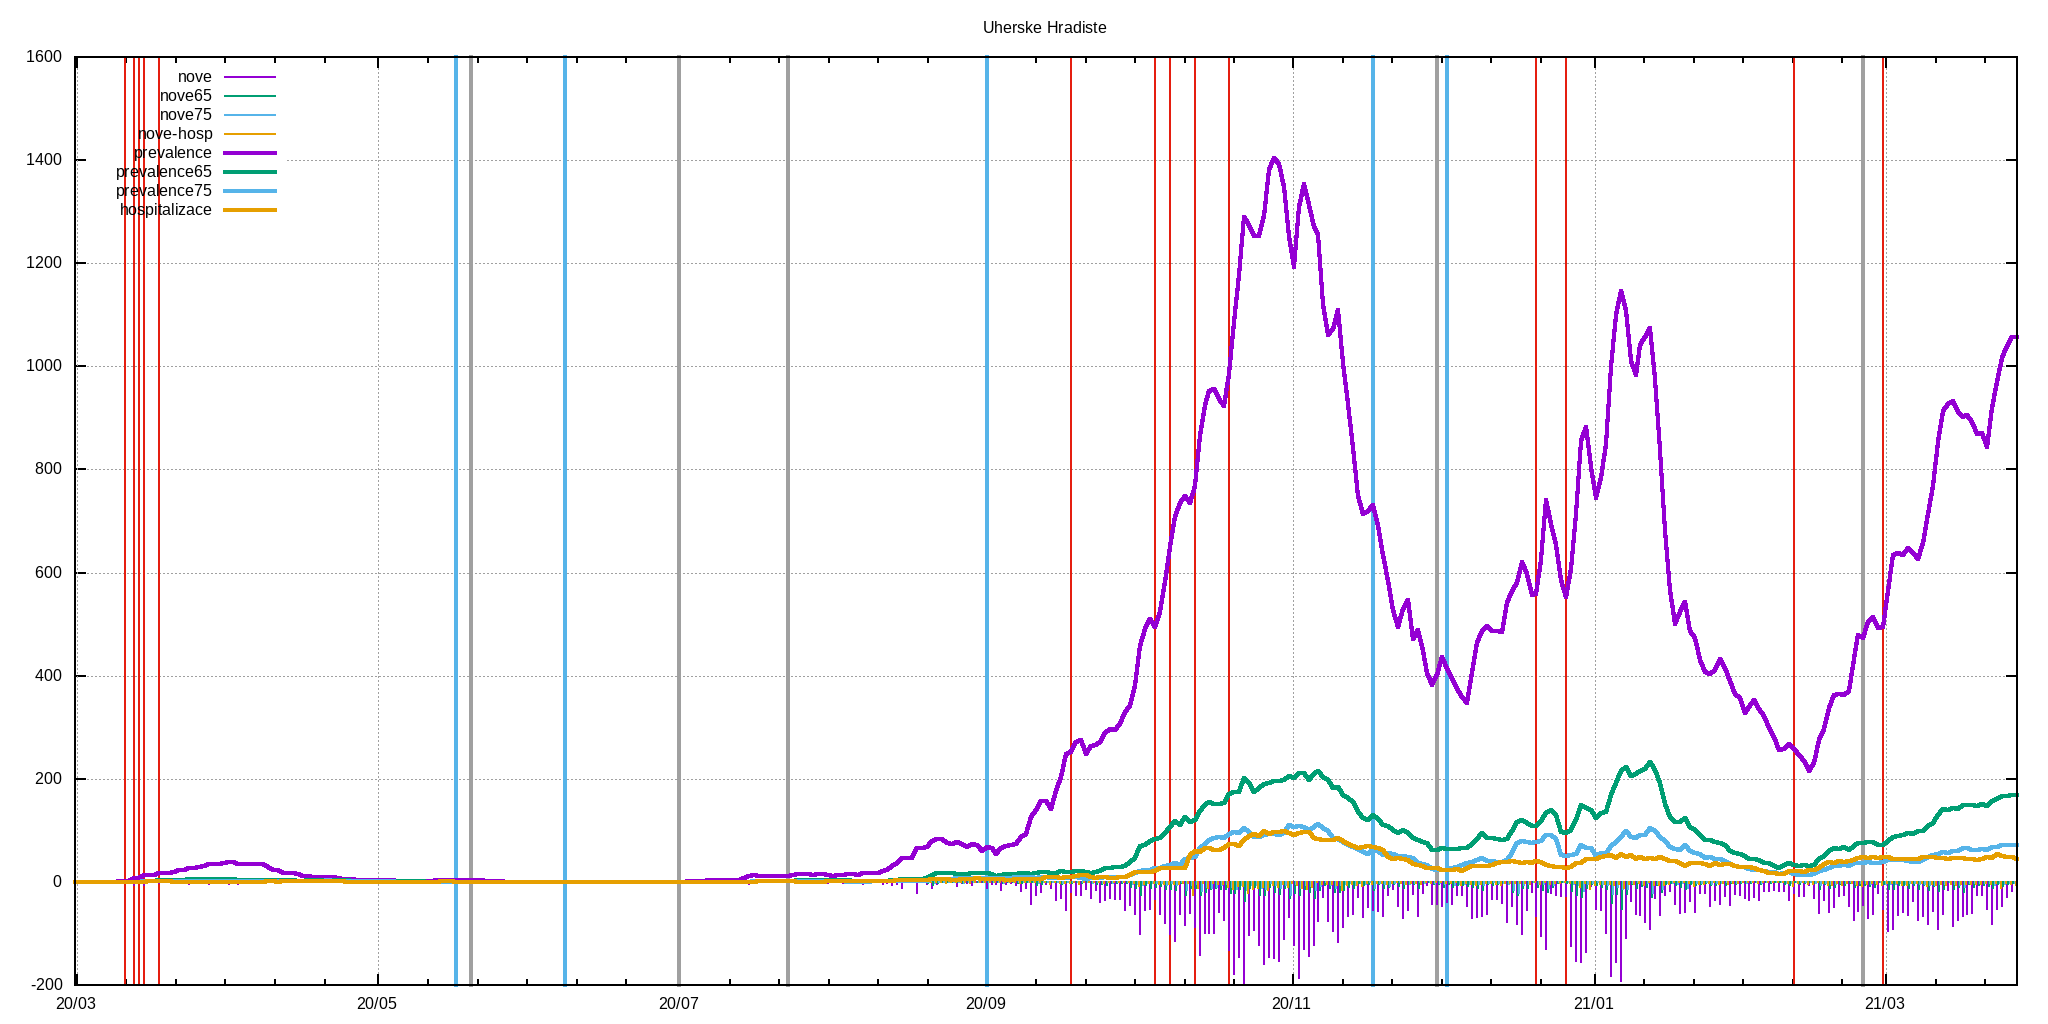 Uherske Hradiste
1600
1400
1200
1000
800
600
400
200
0
-200
nove
nove65
nove75
nove-hosp
prevalence
prevalence65
prevalence75
hospitalizace
20/03 20/05 20/07 20/09 20/11 21/01 21/03